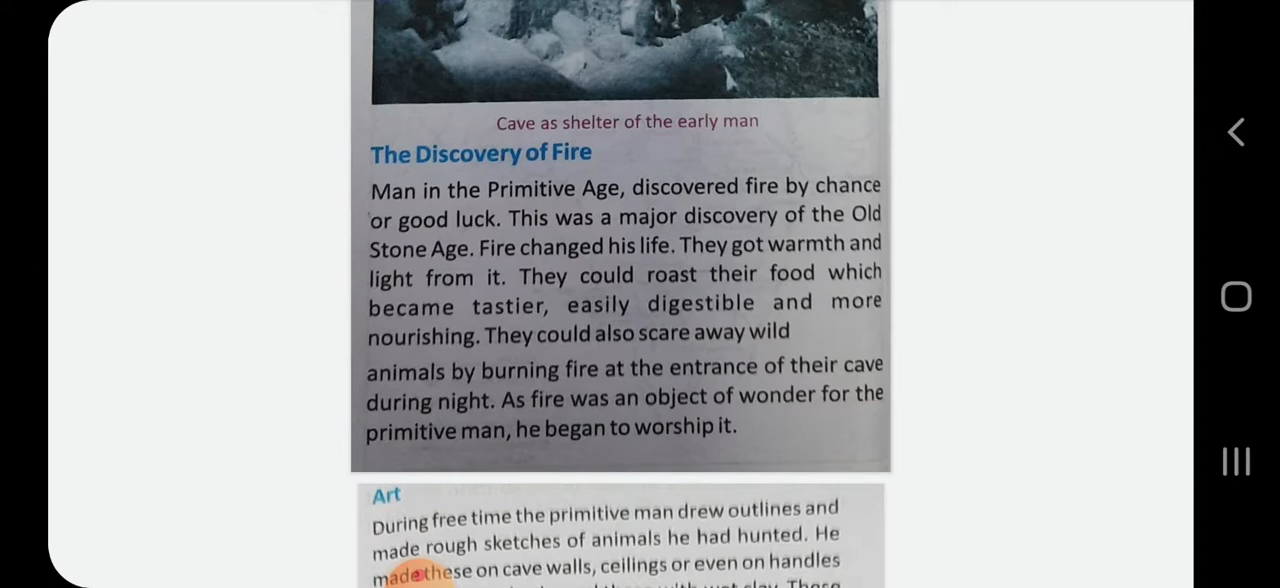 Cave as shelter of the early man
The Discovery of Fire
Man in the Primitive Age, discovered fire by chance
or good luck. This was a major discovery of the Old
Stone Age. Fire changed his life. They got warmth and
light from it. They could roast their food which
became tastier, easily digestible and more
nourishing. They could also scare away wild
animals by burning fire at the entrance of their cave
during night. As fire was an object of wonder for the
primitive man, he began to worship it.
Art
During free time the primitive man drew outlines and
made rough sketches of animals he had hunted. He
made these on cave walls, ceilings or even on handles